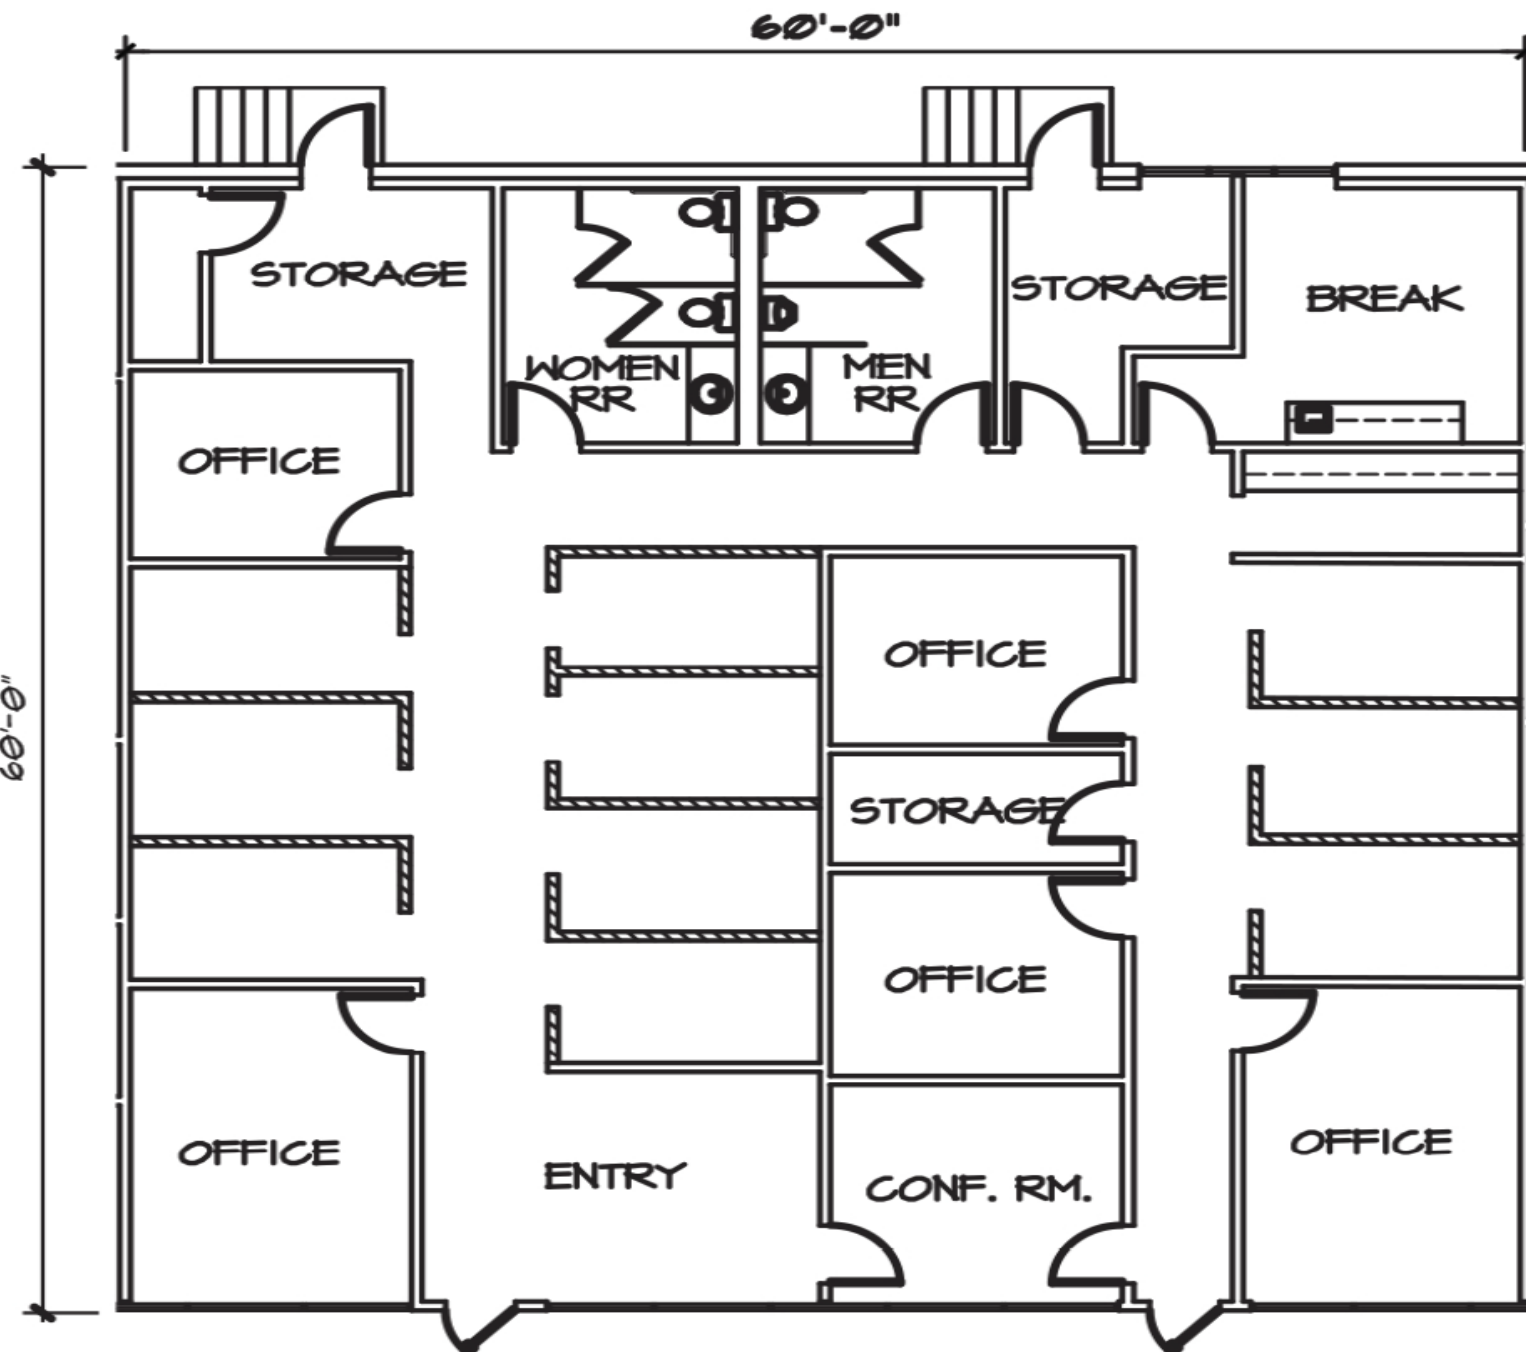 60'-0"
STORAGE
WOMEN
RR
MEN
RR
STORAGE
BREAK
OFFICE
60'-0"
OFFICE
STORAGE
OFFICE
OFFICE
ENTRY
CONF. RM.
OFFICE